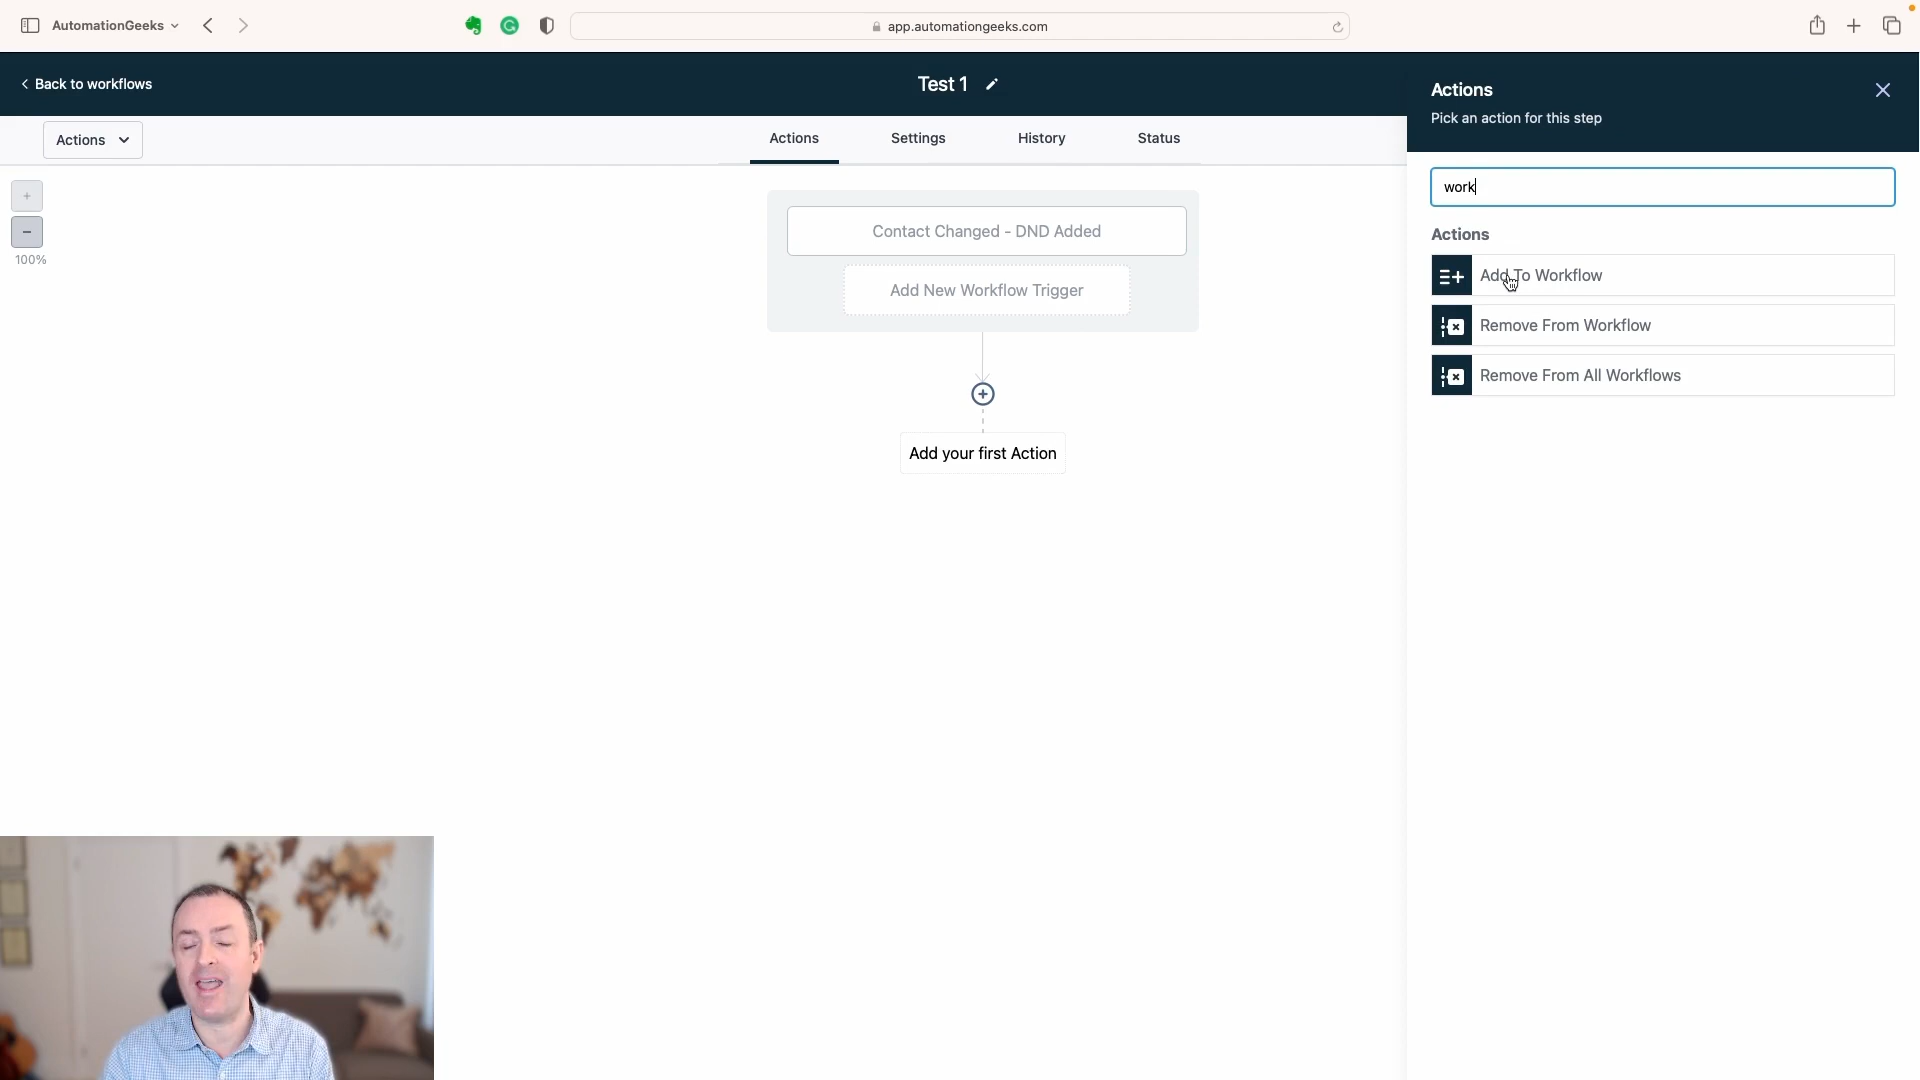 AutomationGeeks
app.automationgeeks.com
Back to workflows
Test 1
Actions
Actions
Settings
History
Status
100%
Contact Changed - DND Added
Add New Workflow Trigger
Add your first Action
Actions
Pick an action for this step
work
Actions
Add To Workflow
Remove From Workflow
Remove From All Workflows